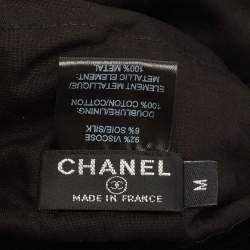 92% VISCOSE
6% SOIE/SILK
DOUBLURE/LINING
100% COTON/COTTON
ELEMENT METALLIQUE/
METALLIC ELEMENT:
100% METAL
CHANEL
MADE IN FRANCE
M